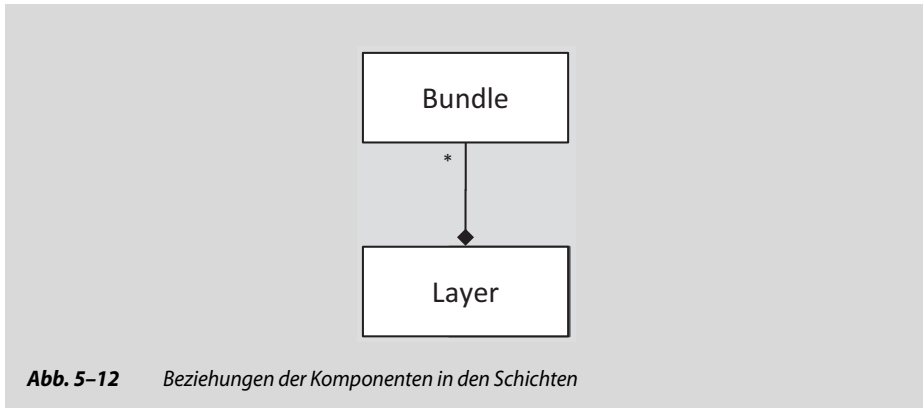 Bundle
*
Layer
Abb. 5–12 Beziehungen der Komponenten in den Schichten